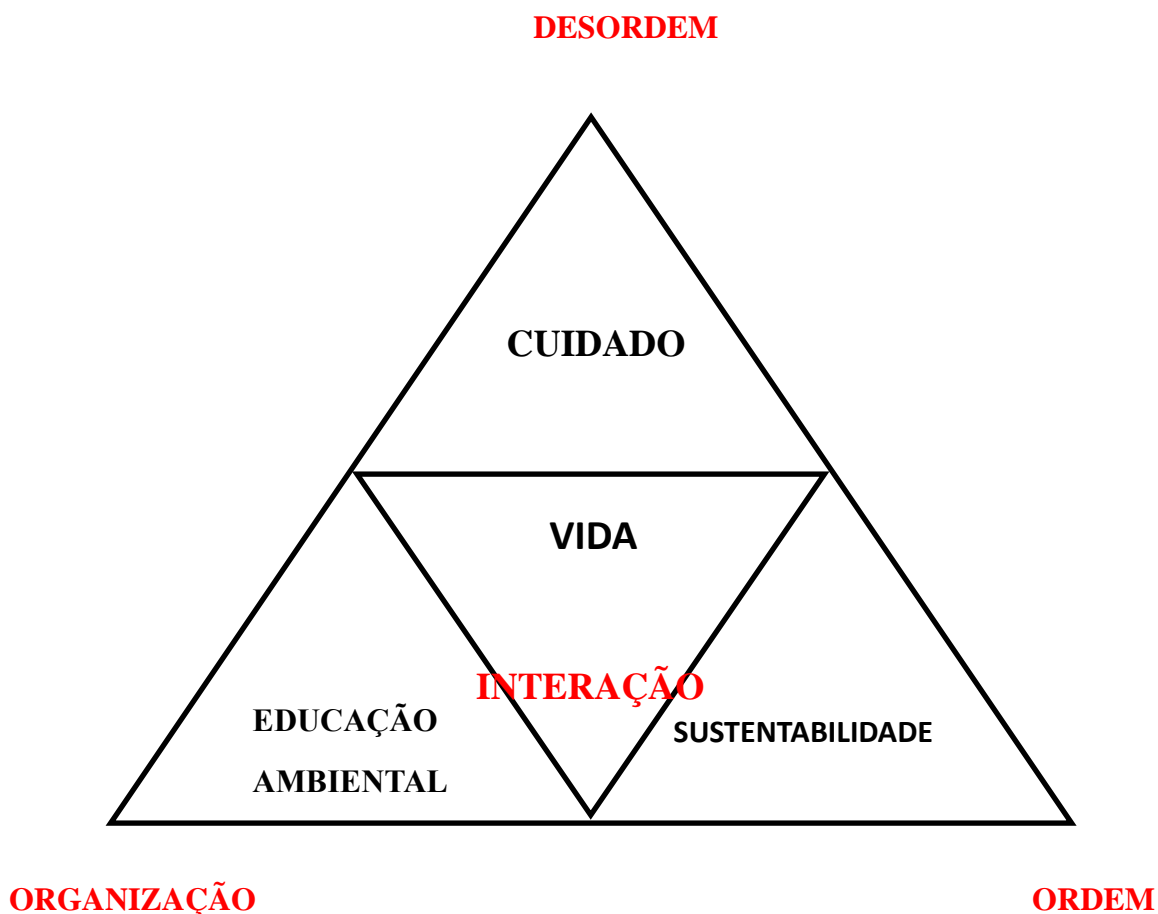 DESORDEM
CUIDADO
VIDA
INTERAÇÃO
EDUCAÇÃO
AMBIENTAL
SUSTENTABILIDADE
ORGANIZAÇÃO
ORDEM